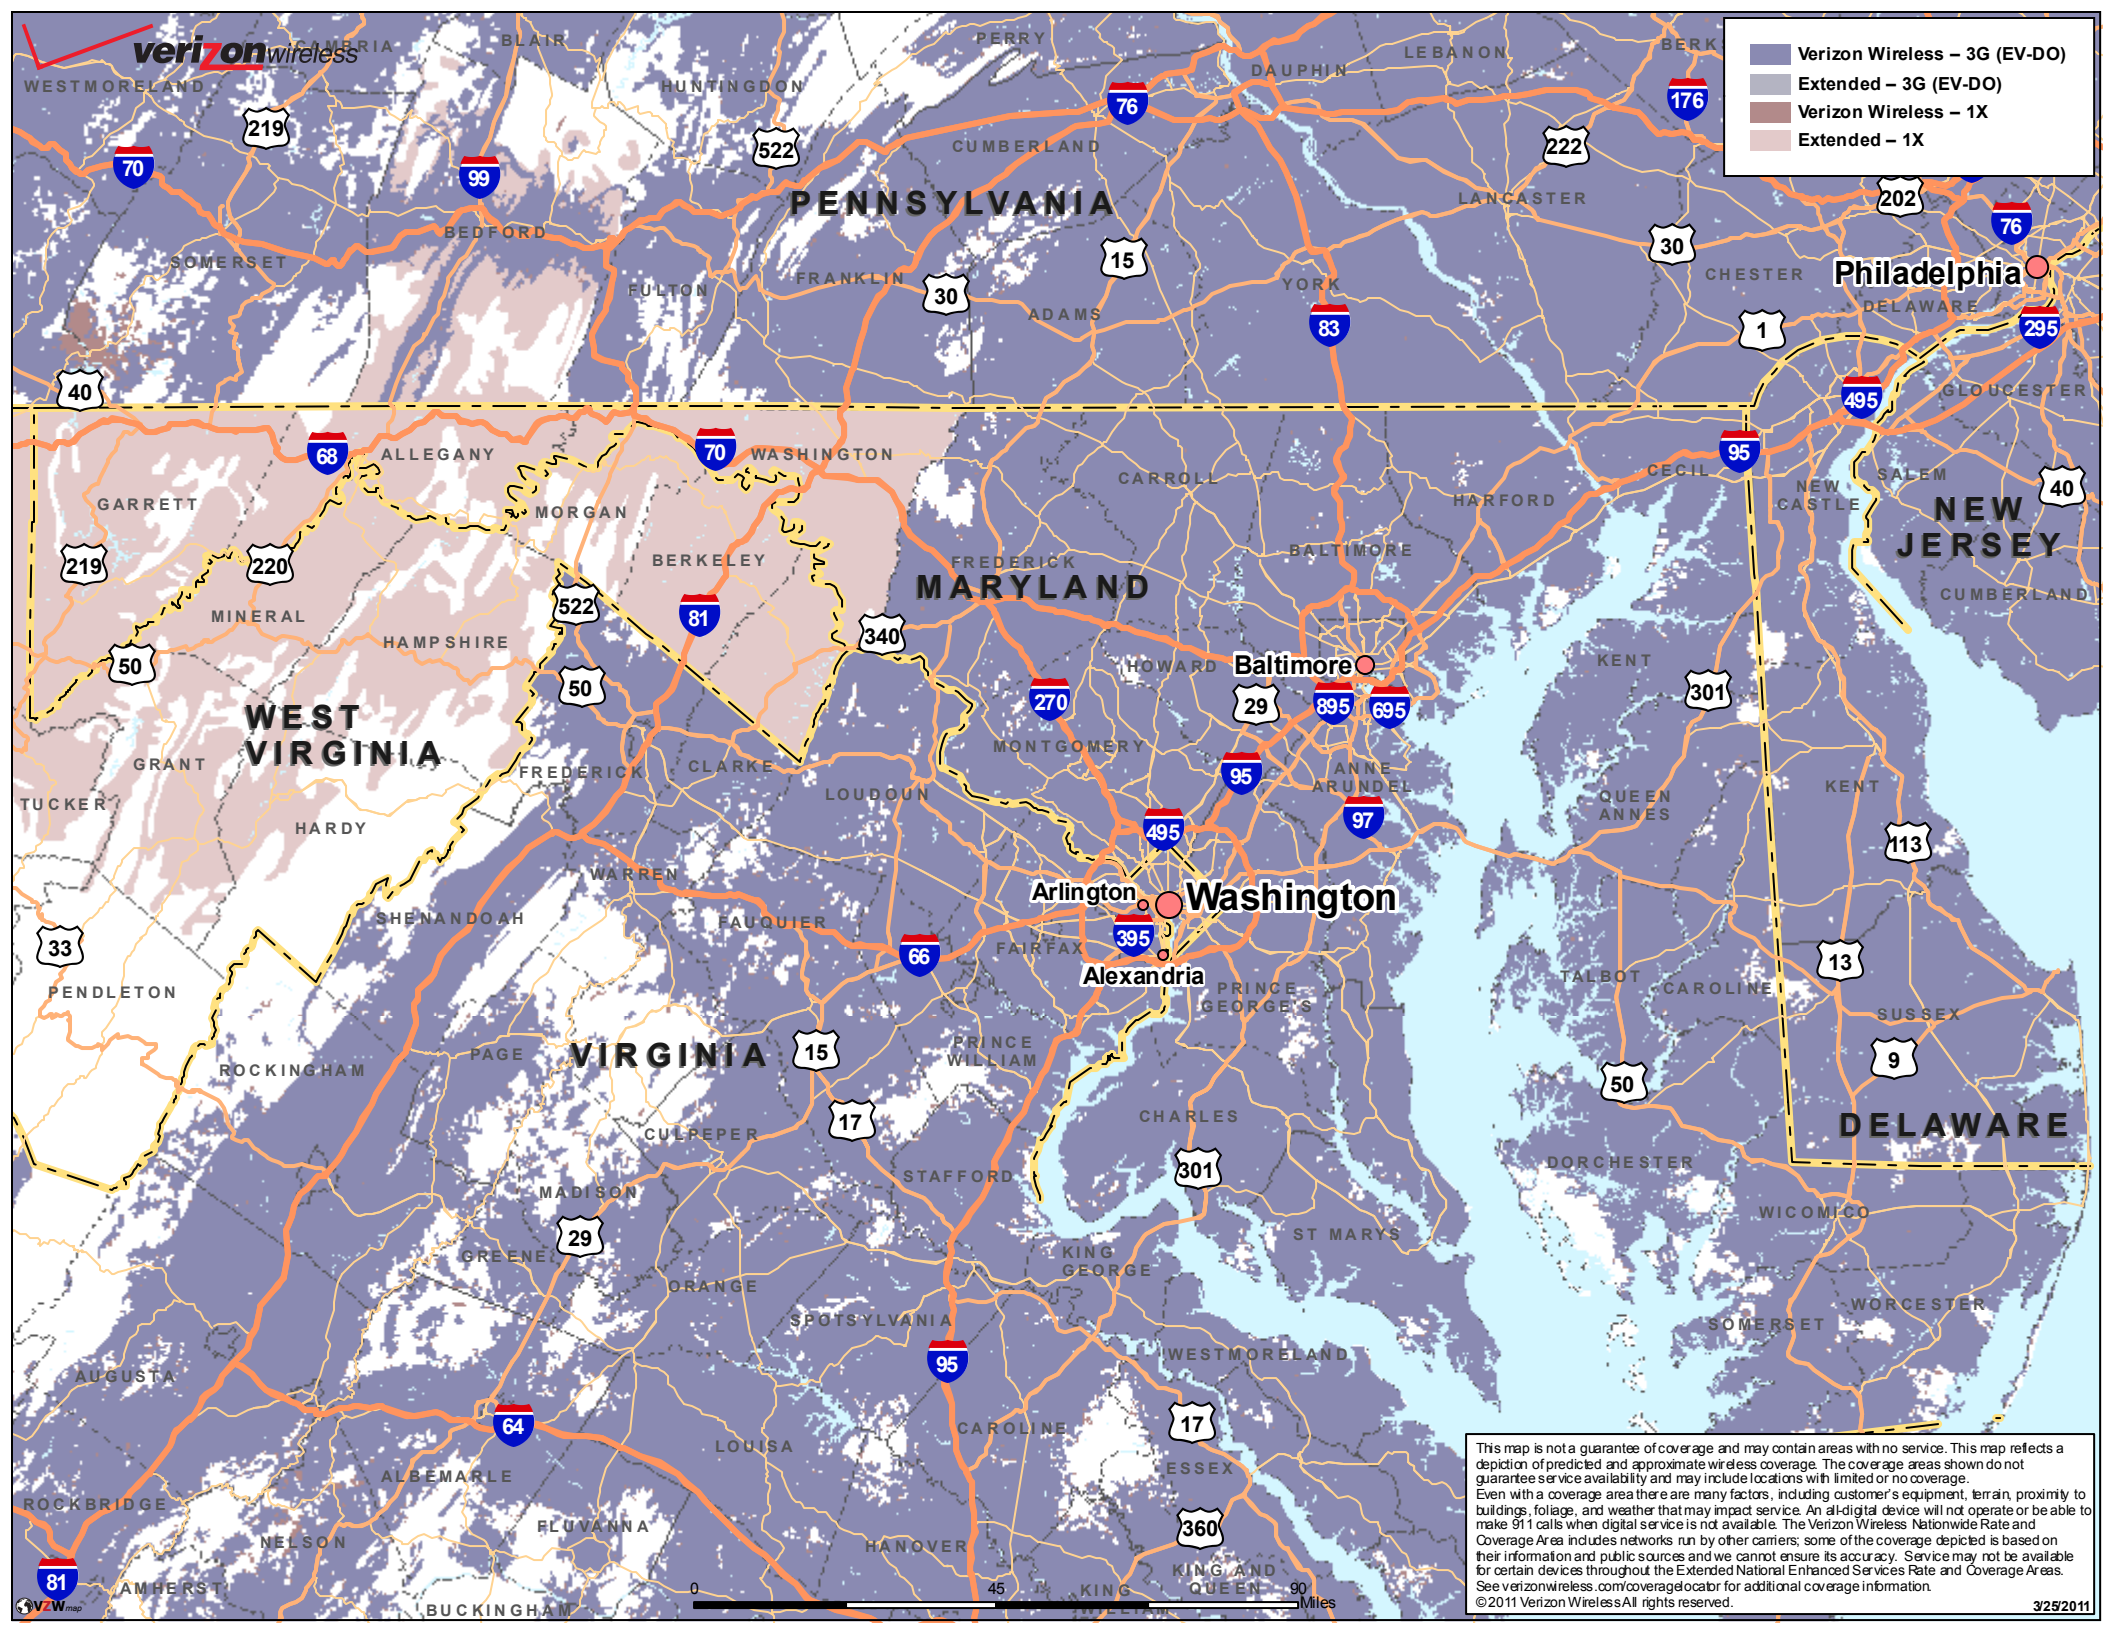 verizonwireless
CAMBRIA
BLAIR
PERRY
LEBANON
BERKS
WESTMORELAND
HUNTINGDON
DAUPHIN
Verizon Wireless – 3G (EV-DO)
Extended – 3G (EV-DO)
Verizon Wireless – 1X
Extended – 1X
219
522
76
176
222
70
99
CUMBERLAND
PENNSYLVANIA
LANCASTER
202
76
BEDFORD
15
30
SOMERSET
FULTON
FRANKLIN
30
YORK
CHESTER
Philadelphia
ADAMS
83
1
DELAWARE
295
40
495
GLOUCESTER
68
ALLEGANY
70
WASHINGTON
95
CECIL
CARROLL
SALEM
GARRETT
MORGAN
HARFORD
NEW
CASTLE
40
NEW
JERSEY
219
220
BERKELEY
FREDERICK
BALTIMORE
MARYLAND
CUMBERLAND
MINERAL
522
81
340
HAMPSHIRE
50
50
HOWARD
Baltimore
KENT
301
WEST
VIRGINIA
270
29
895
695
MONTGOMERY
GRANT
FREDERICK
CLARKE
95
ANNE
ARUNDEL
TUCKER
LOUDOUN
QUEEN
ANNES
KENT
HARDY
495
97
113
WARREN
Arlington
Washington
SHENANDOAH
FAUQUIER
33
66
FAIRFAX
395
13
Alexandria
TALBOT
CAROLINE
PENDLETON
PRINCE
GEORGE'S
SUSSEX
ROCKINGHAM
PAGE
VIRGINIA
15
PRINCE
WILLIAM
9
50
17
CHARLES
DELAWARE
CULPEPER
STAFFORD
301
DORCHESTER
MADISON
29
WICOMICO
GREENE
ST MARYS
KING
GEORGE
ORANGE
SPOTSYLVANIA
WORCESTER
SOMERSET
95
WESTMORELAND
AUGUSTA
64
CAROLINE
17
LOUISA
ALBEMARLE
ESSEX
ROCKBRIDGE
NELSON
FLUVANNA
360
HANOVER
81
AMHERST
KING AND
QUEEN
KING
WILLIAM
BUCKINGHAM
0 45 90
Miles
VZWmap
This map is not a guarantee of coverage and may contain areas with no service. This map reflects a
depiction of predicted and approximate wireless coverage. The coverage areas shown do not
guarantee service availability and may include locations with limited or no coverage.
Even with a coverage area there are many factors, including customer's equipment, terrain, proximity to
buildings, foliage, and weather that may impact service. An all-digital device will not operate or be able to
make 911 calls when digital service is not available. The Verizon Wireless Nationwide Rate and
Coverage Area includes networks run by other carriers; some of the coverage depicted is based on
their information and public sources and we cannot ensure its accuracy. Service may not be available
for certain devices throughout the Extended National Enhanced Services Rate and Coverage Areas.
See verizonwireless.com/coveragelocator for additional coverage information.
©2011 Verizon Wireless All rights reserved.
3/25/2011